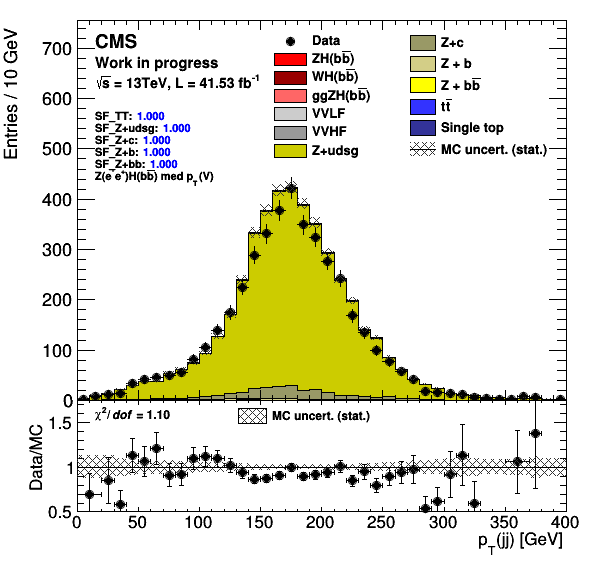 CMS
Work in progress
√s = 13TeV, L = 41.53 fb⁻¹
SF_TT: 1.000
SF_Z+udsg: 1.000
SF_Z+c: 1.000
SF_Z+b: 1.000
SF_Z+bb: 1.000
Z(e⁺e⁻)H(bb̅) med p_T(V)
Data
ZH(bb̅)
WH(bb̅)
ggZH(bb̅)
VVLF
VVHF
Z+udsg
Z+c
Z + b
Z + bb̅
tt̅
Single top
MC uncert. (stat.)
Entries / 10 GeV
700
600
500
400
300
200
100
0
χ²/dof = 1.10
MC uncert. (stat.)
Data/MC
1.5
1
0.5
0 50 100 150 200 250 300 350 400
p_T(jj) [GeV]